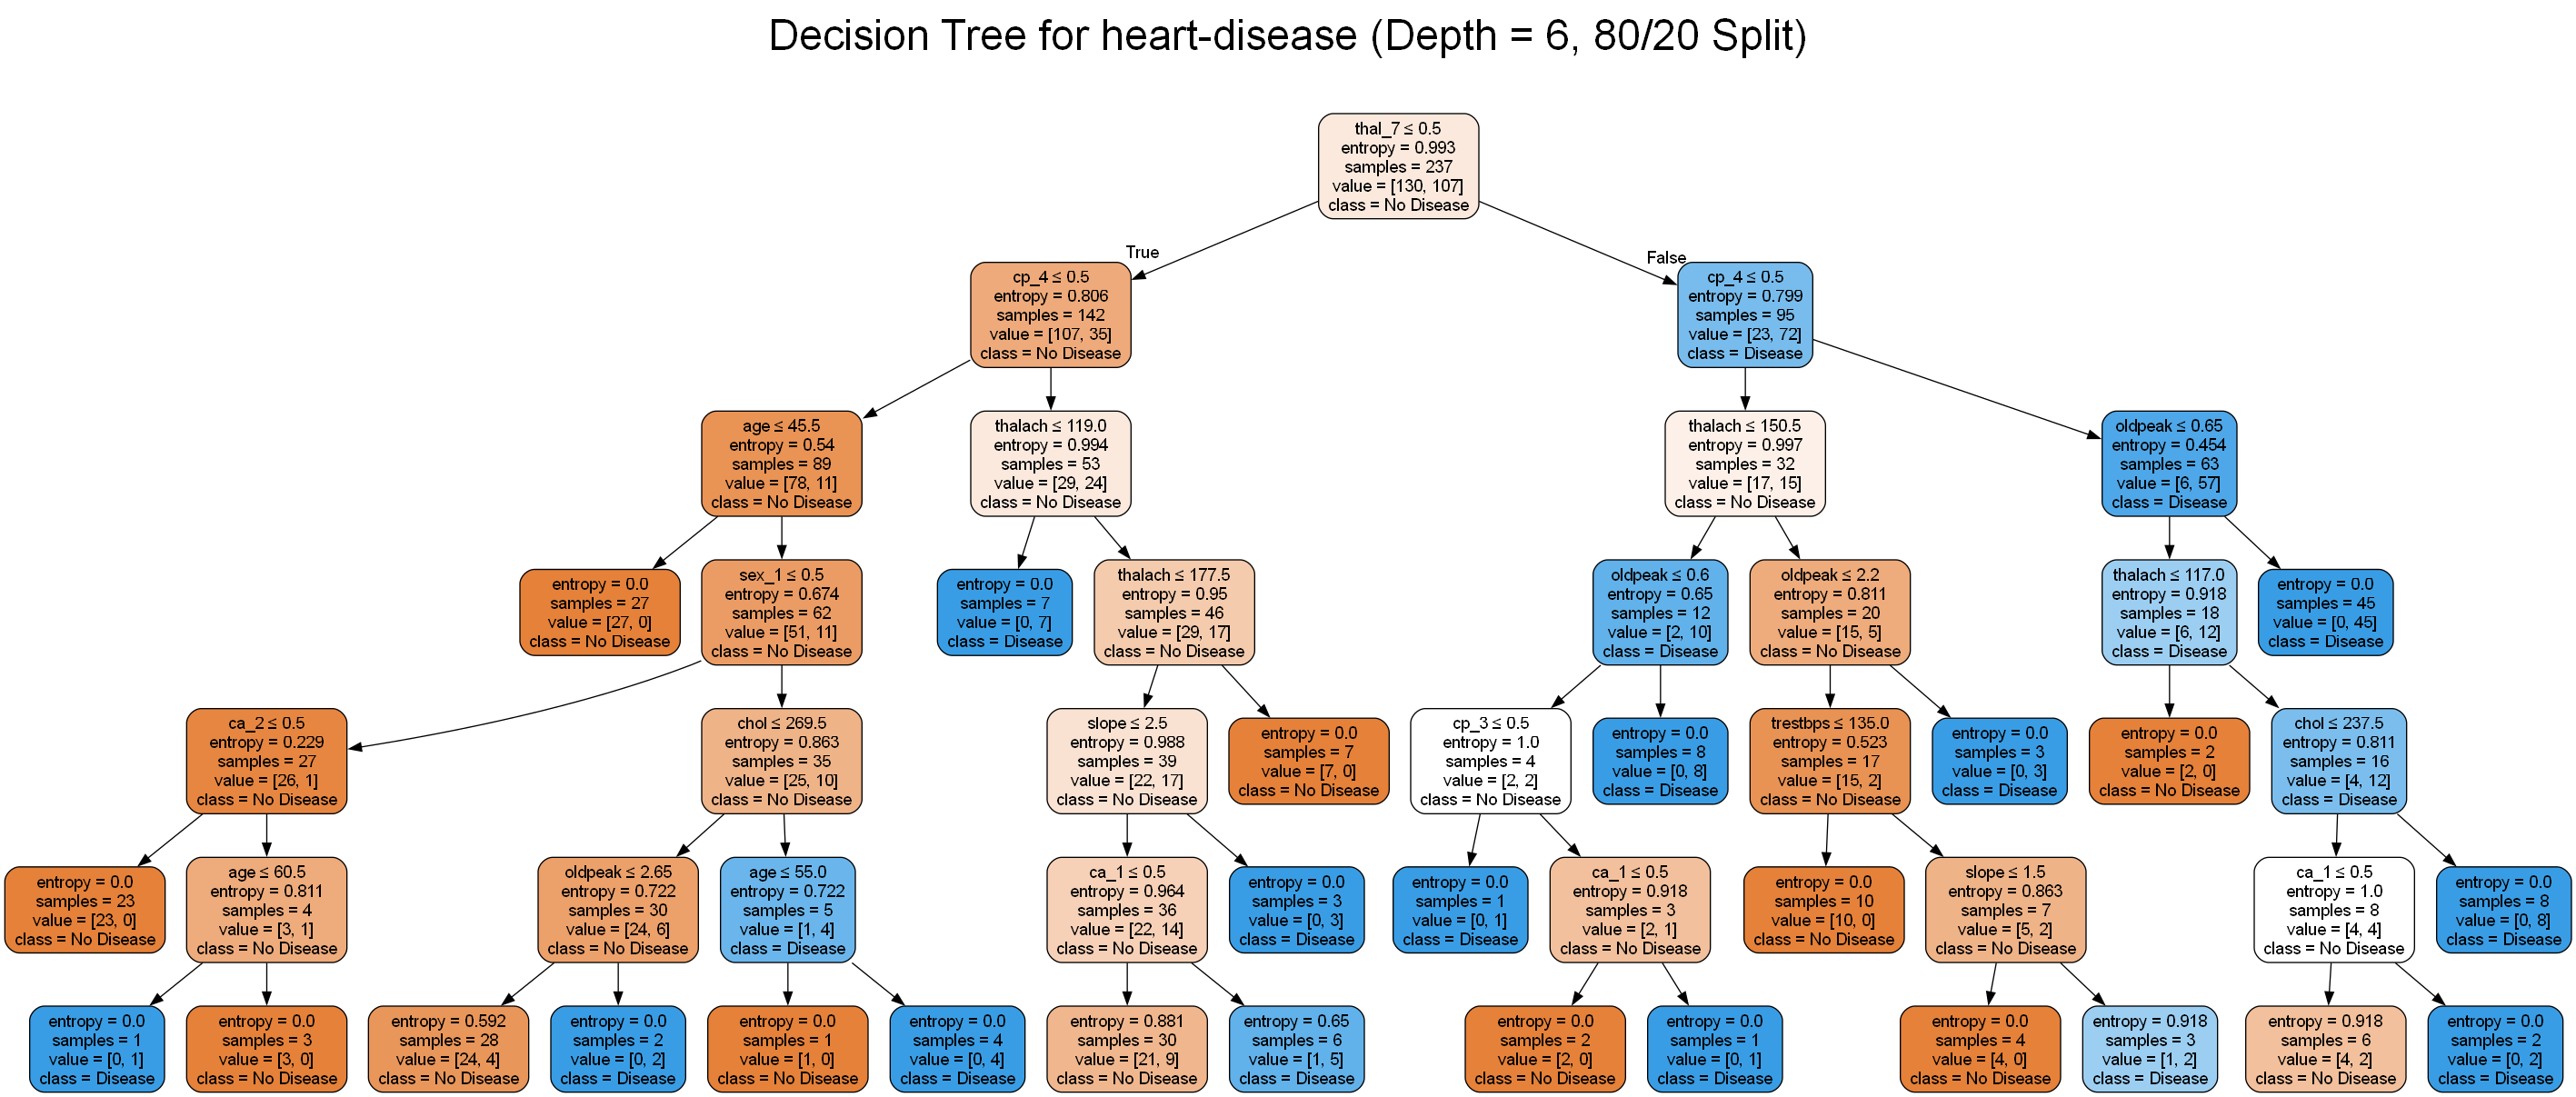 Decision Tree for heart-disease (Depth = 6, 80/20 Split)
thal_7 ≤ 0.5
entropy = 0.993
samples = 237
value = [130, 107]
class = No Disease
True
False
cp_4 ≤ 0.5
entropy = 0.806
samples = 142
value = [107, 35]
class = No Disease
cp_4 ≤ 0.5
entropy = 0.799
samples = 95
value = [23, 72]
class = Disease
age ≤ 45.5
entropy = 0.54
samples = 89
value = [78, 11]
class = No Disease
thalach ≤ 119.0
entropy = 0.994
samples = 53
value = [29, 24]
class = No Disease
thalach ≤ 150.5
entropy = 0.997
samples = 32
value = [17, 15]
class = No Disease
oldpeak ≤ 0.65
entropy = 0.454
samples = 63
value = [6, 57]
class = Disease
entropy = 0.0
samples = 27
value = [27, 0]
class = No Disease
sex_1 ≤ 0.5
entropy = 0.674
samples = 62
value = [51, 11]
class = No Disease
entropy = 0.0
samples = 7
value = [0, 7]
class = Disease
thalach ≤ 177.5
entropy = 0.95
samples = 46
value = [29, 17]
class = No Disease
oldpeak ≤ 0.6
entropy = 0.65
samples = 12
value = [2, 10]
class = Disease
oldpeak ≤ 2.2
entropy = 0.811
samples = 20
value = [15, 5]
class = No Disease
thalach ≤ 117.0
entropy = 0.918
samples = 18
value = [6, 12]
class = Disease
entropy = 0.0
samples = 45
value = [0, 45]
class = Disease
ca_2 ≤ 0.5
entropy = 0.229
samples = 27
value = [26, 1]
class = No Disease
chol ≤ 269.5
entropy = 0.863
samples = 35
value = [25, 10]
class = No Disease
slope ≤ 2.5
entropy = 0.988
samples = 39
value = [22, 17]
class = No Disease
entropy = 0.0
samples = 7
value = [7, 0]
class = No Disease
cp_3 ≤ 0.5
entropy = 1.0
samples = 4
value = [2, 2]
class = No Disease
entropy = 0.0
samples = 8
value = [0, 8]
class = Disease
trestbps ≤ 135.0
entropy = 0.523
samples = 17
value = [15, 2]
class = No Disease
entropy = 0.0
samples = 3
value = [0, 3]
class = Disease
entropy = 0.0
samples = 2
value = [2, 0]
class = No Disease
chol ≤ 237.5
entropy = 0.811
samples = 16
value = [4, 12]
class = Disease
entropy = 0.0
samples = 23
value = [23, 0]
class = No Disease
age ≤ 60.5
entropy = 0.811
samples = 4
value = [3, 1]
class = No Disease
oldpeak ≤ 2.65
entropy = 0.722
samples = 30
value = [24, 6]
class = No Disease
age ≤ 55.0
entropy = 0.722
samples = 5
value = [1, 4]
class = Disease
ca_1 ≤ 0.5
entropy = 0.964
samples = 36
value = [22, 14]
class = No Disease
entropy = 0.0
samples = 3
value = [0, 3]
class = Disease
entropy = 0.0
samples = 1
value = [0, 1]
class = Disease
ca_1 ≤ 0.5
entropy = 0.918
samples = 3
value = [2, 1]
class = No Disease
entropy = 0.0
samples = 10
value = [10, 0]
class = No Disease
slope ≤ 1.5
entropy = 0.863
samples = 7
value = [5, 2]
class = No Disease
ca_1 ≤ 0.5
entropy = 1.0
samples = 8
value = [4, 4]
class = No Disease
entropy = 0.0
samples = 8
value = [0, 8]
class = Disease
entropy = 0.0
samples = 1
value = [0, 1]
class = Disease
entropy = 0.0
samples = 3
value = [3, 0]
class = No Disease
entropy = 0.592
samples = 28
value = [24, 4]
class = No Disease
entropy = 0.0
samples = 2
value = [0, 2]
class = Disease
entropy = 0.0
samples = 1
value = [1, 0]
class = No Disease
entropy = 0.0
samples = 4
value = [0, 4]
class = Disease
entropy = 0.881
samples = 30
value = [21, 9]
class = No Disease
entropy = 0.65
samples = 6
value = [1, 5]
class = Disease
entropy = 0.0
samples = 2
value = [2, 0]
class = No Disease
entropy = 0.0
samples = 1
value = [0, 1]
class = Disease
entropy = 0.0
samples = 4
value = [4, 0]
class = No Disease
entropy = 0.918
samples = 3
value = [1, 2]
class = Disease
entropy = 0.918
samples = 6
value = [4, 2]
class = No Disease
entropy = 0.0
samples = 2
value = [0, 2]
class = Disease